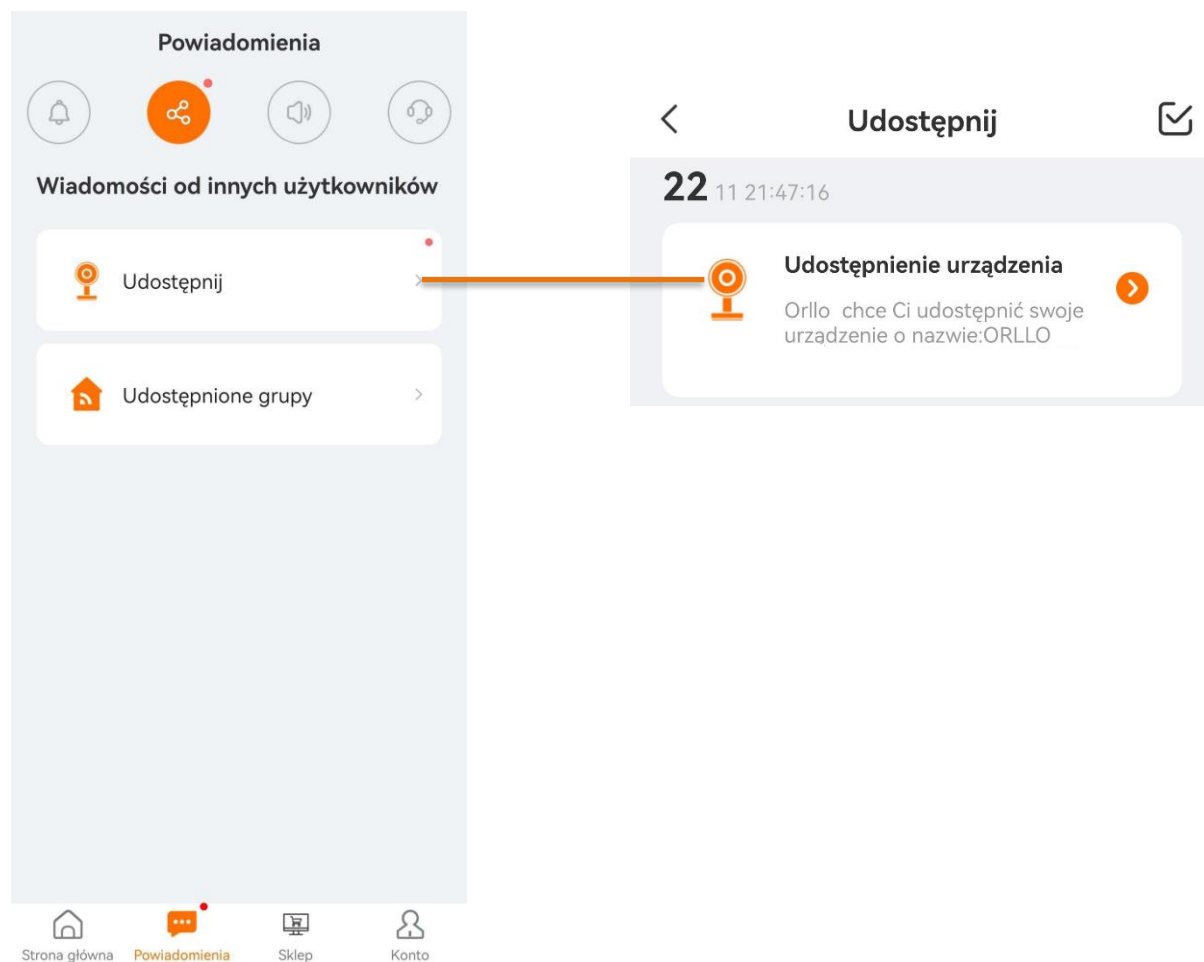 Powiadomienia
Wiadomości od innych użytkowników
Udostępnij
Udostępnione grupy
Strona główna
Powiadomienia
Sklep
Konto
Udostępnij
22 11 21:47:16
Udostępnienie urządzenia
Orllo chce Ci udostępnić swoje
urządzenie o nazwie:ORLLO